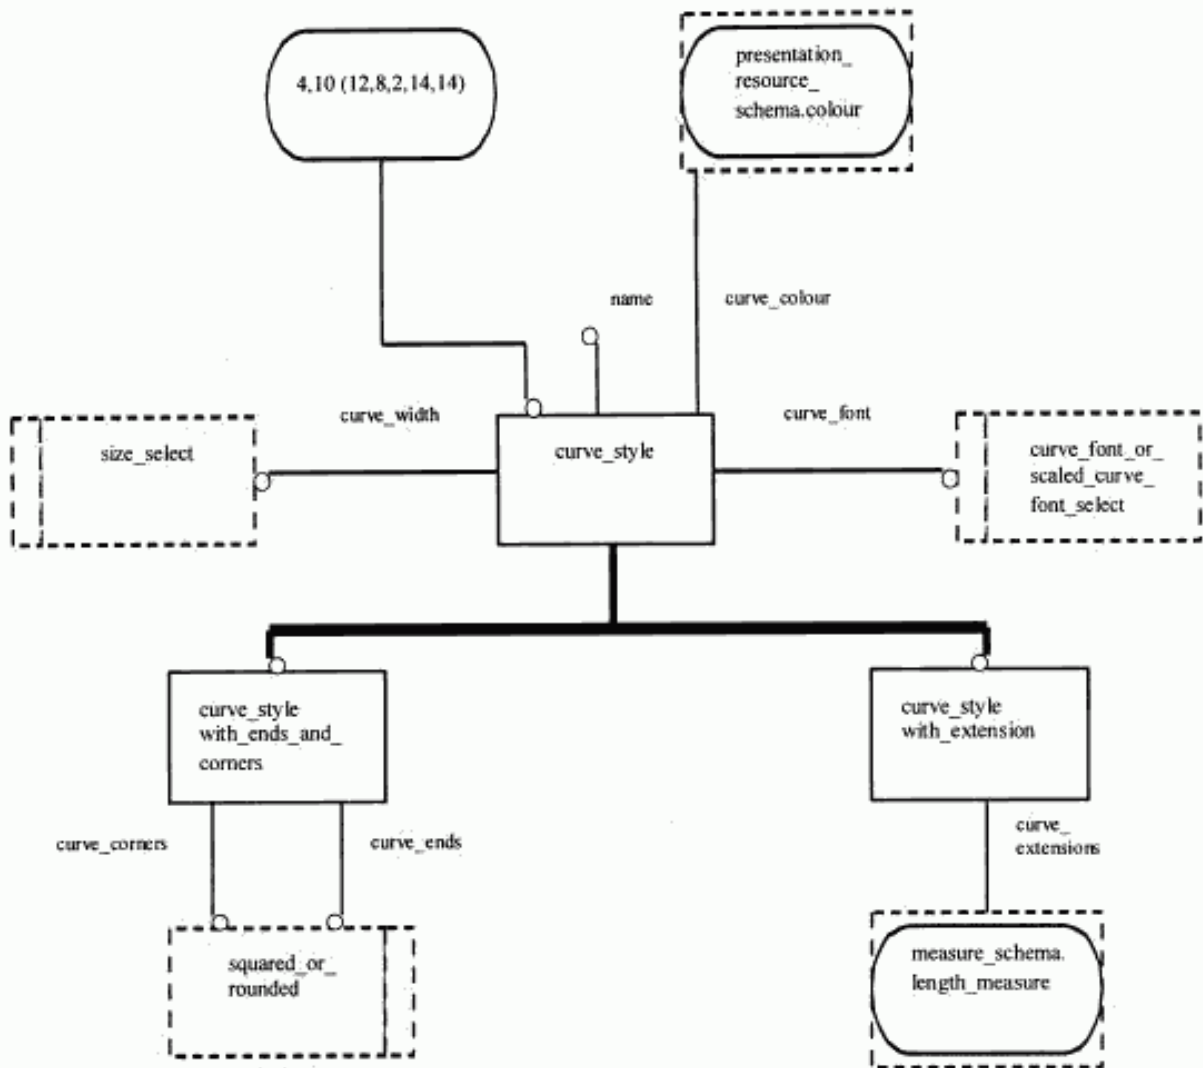 4,10 (12,8,2,14,14)
presentation_
resource_
schema.colour
name
curve_colour
curve_width
curve_font
size_select
curve_style
curve_font_or_
scaled_curve_
font_select
curve_style
with_ends_and_
corners
curve_style
with_extension
curve_corners
curve_ends
curve_
extensions
squared_or_
rounded
measure_schema.
length_measure